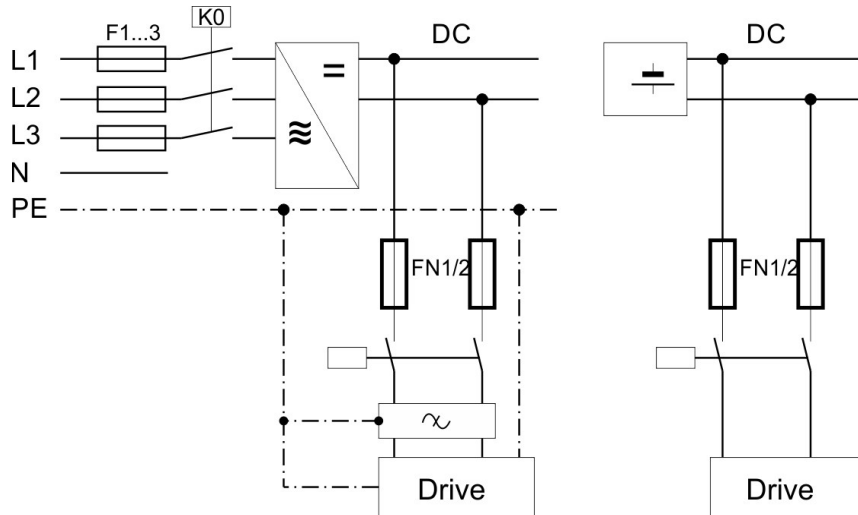 K0
F1...3
DC
DC
L1
L2
L3
N
PE
FN1/2
FN1/2
Drive
Drive